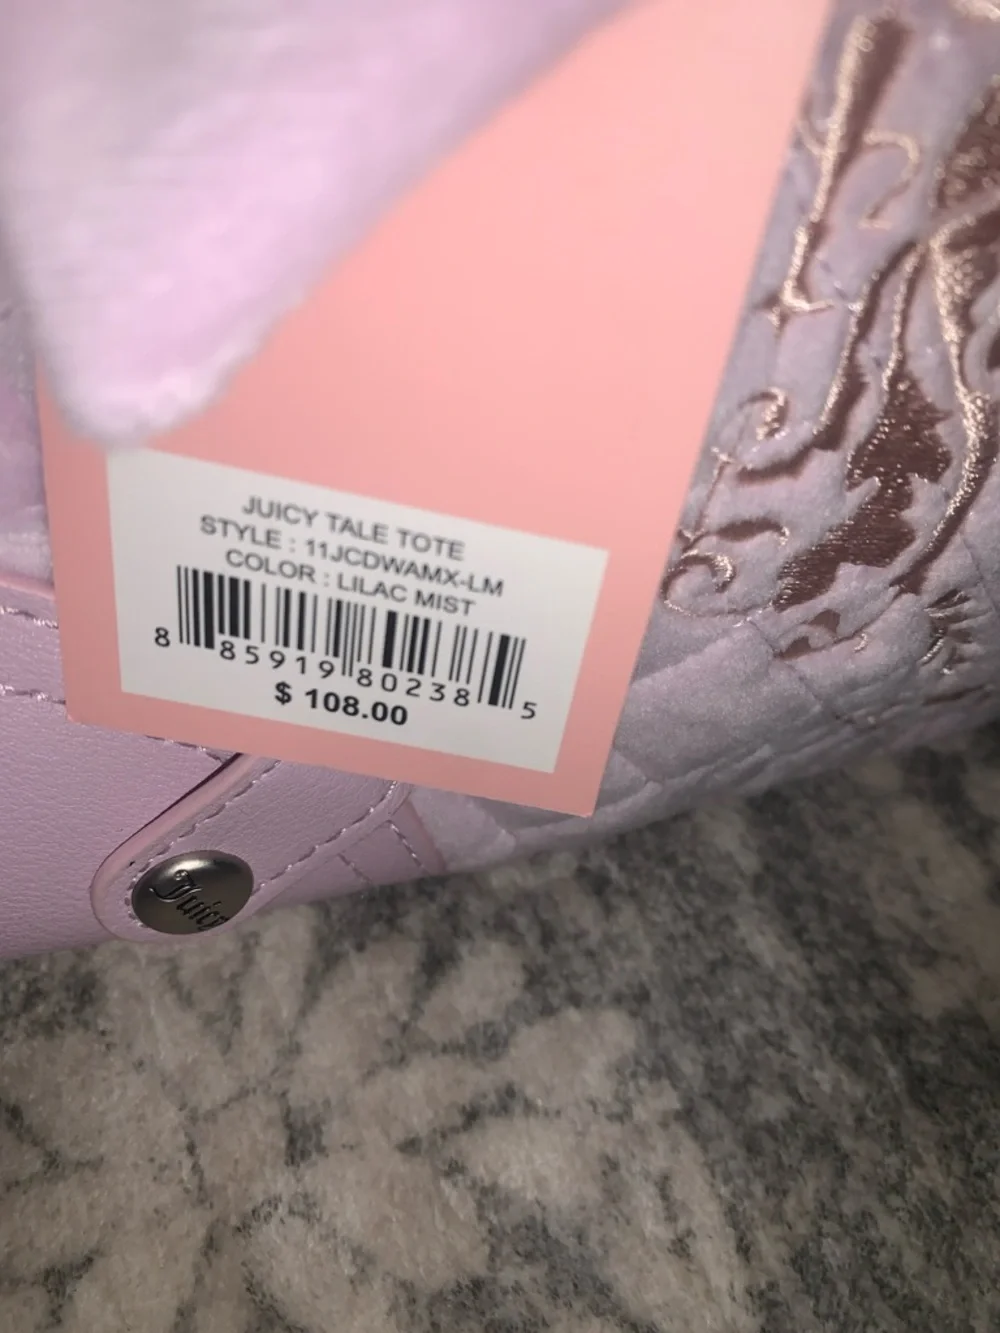 JUICY TALE TOTE
STYLE : 11JCDWAMX-LM
COLOR : LILAC MIST
8 85919 80238 5
$ 108.00
Juicy